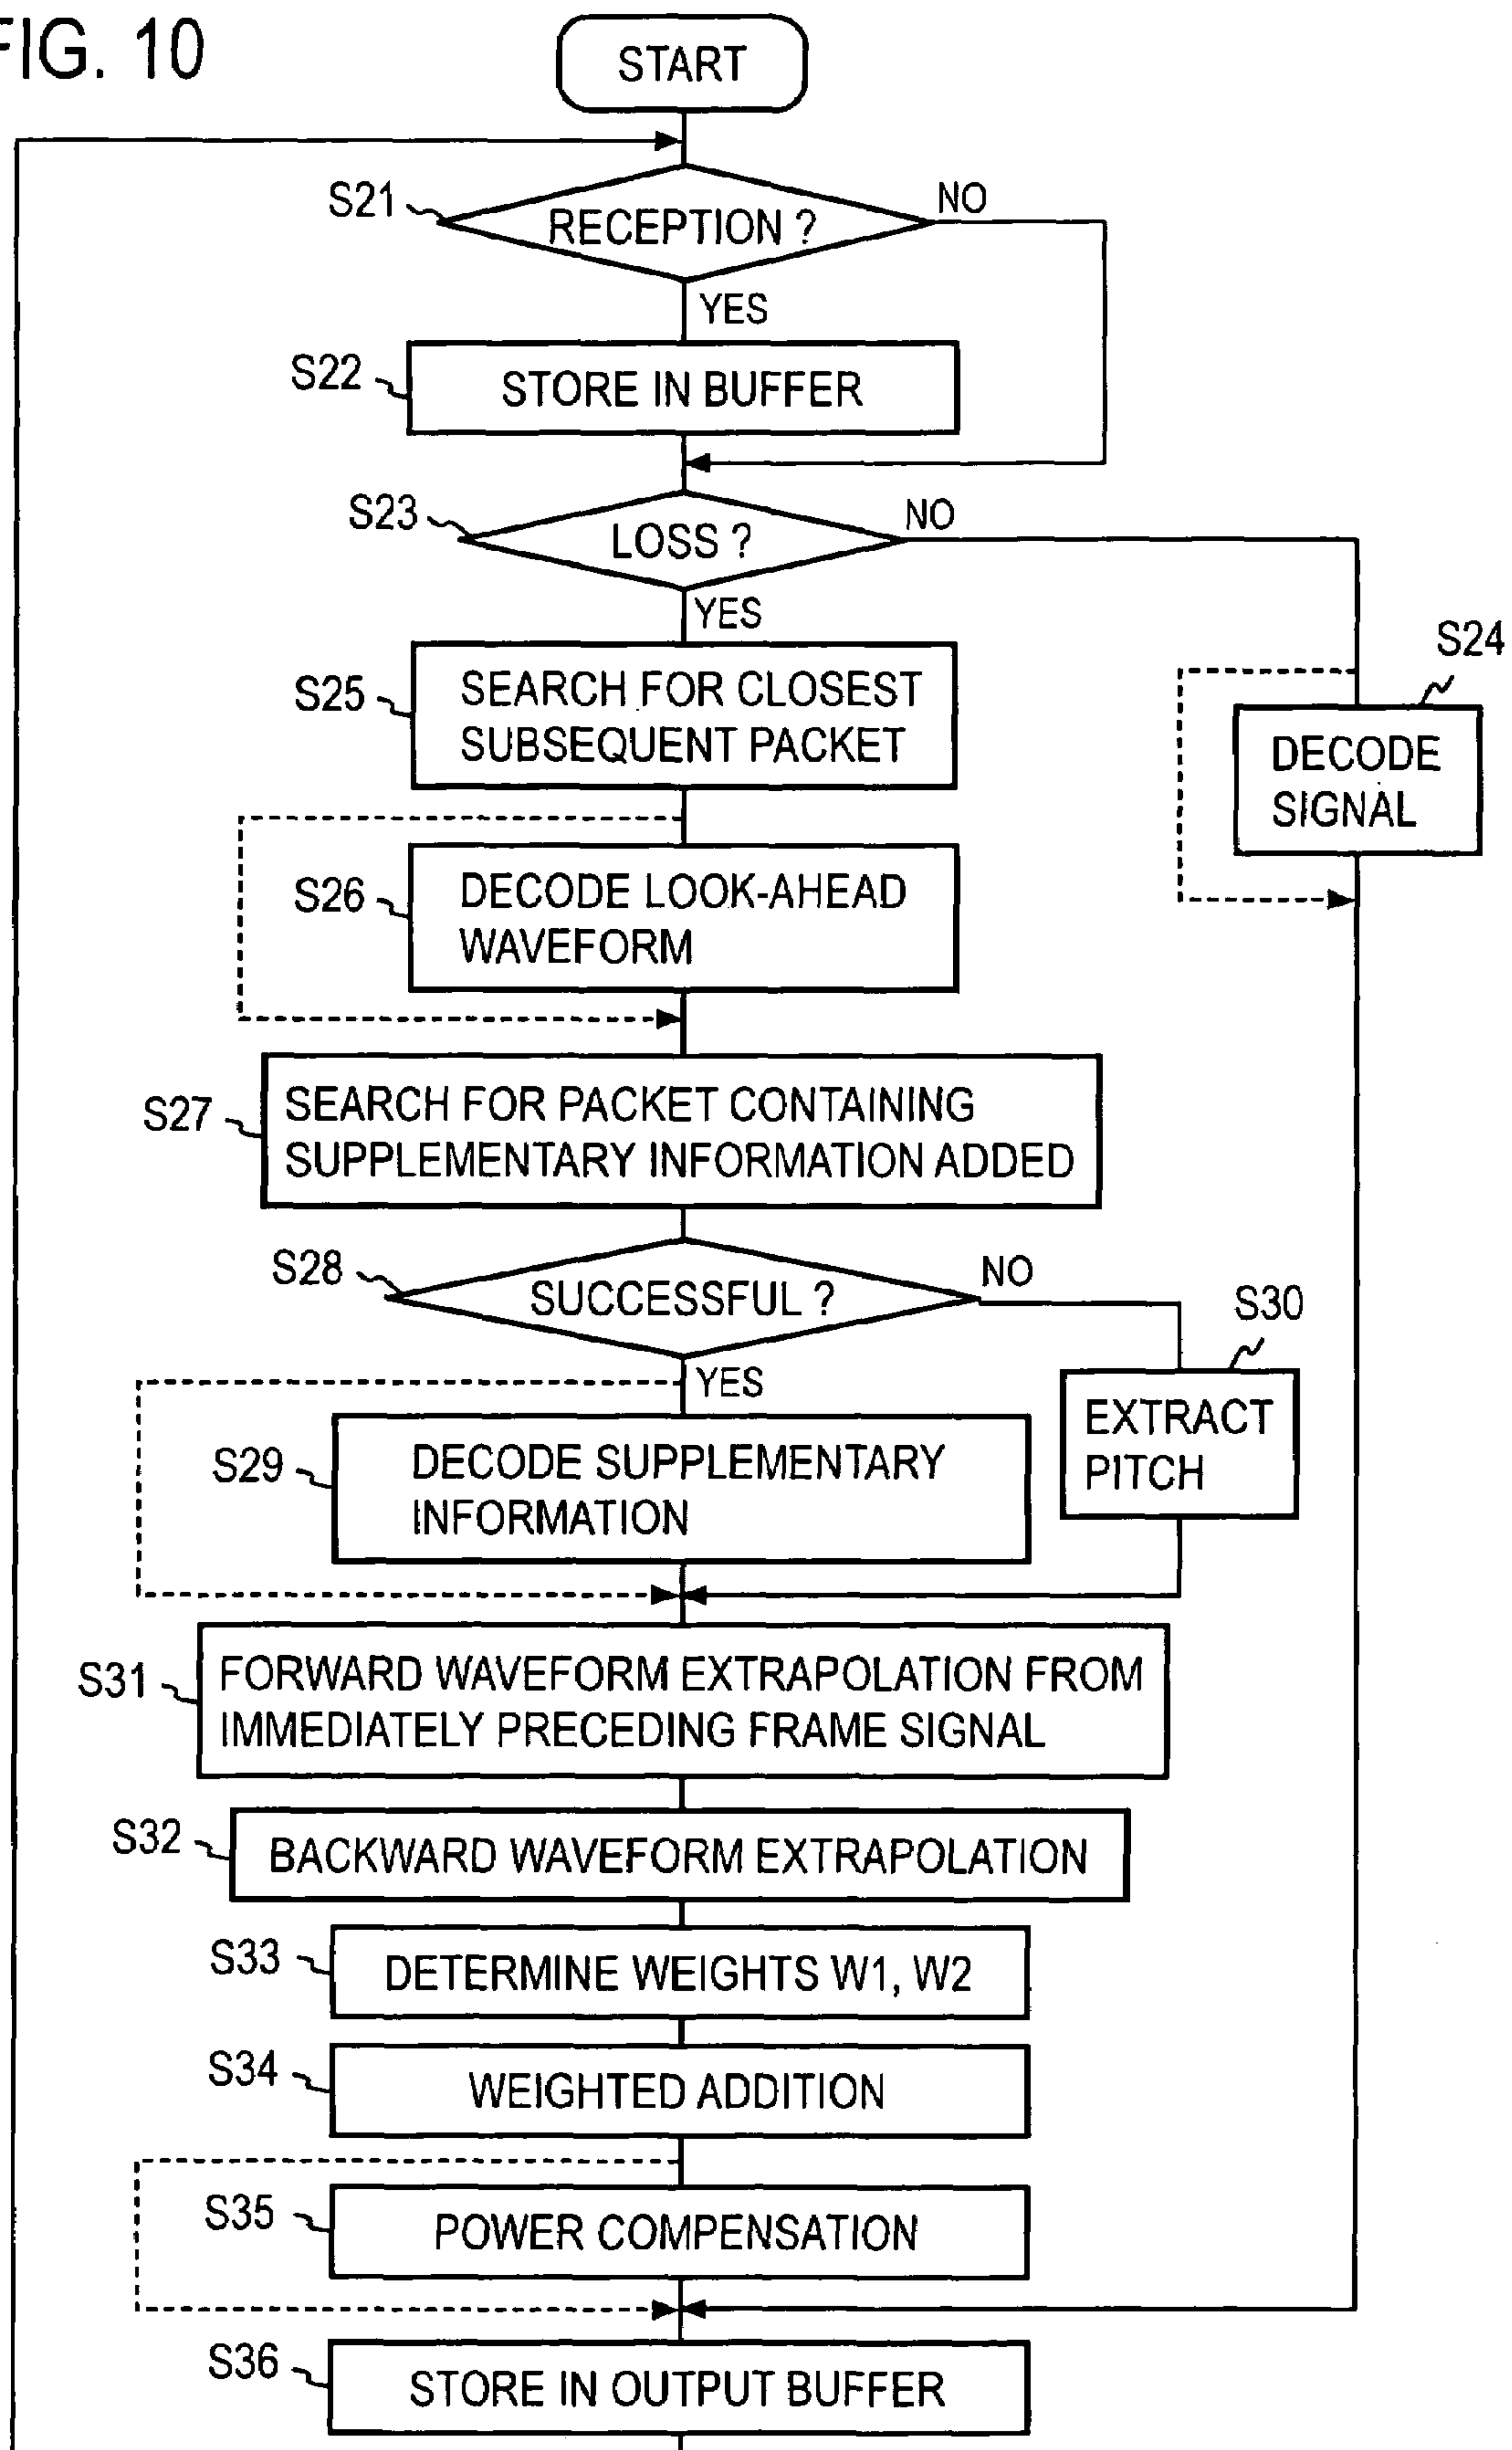 FIG. 10
START
S21
RECEPTION ?
NO
YES
S22
STORE IN BUFFER
S23
LOSS ?
NO
YES
S24
DECODE
SIGNAL
S25
SEARCH FOR CLOSEST
SUBSEQUENT PACKET
S26
DECODE LOOK-AHEAD
WAVEFORM
S27
SEARCH FOR PACKET CONTAINING
SUPPLEMENTARY INFORMATION ADDED
S28
SUCCESSFUL ?
NO
YES
S30
EXTRACT
PITCH
S29
DECODE SUPPLEMENTARY
INFORMATION
S31
FORWARD WAVEFORM EXTRAPOLATION FROM
IMMEDIATELY PRECEDING FRAME SIGNAL
S32
BACKWARD WAVEFORM EXTRAPOLATION
S33
DETERMINE WEIGHTS W1, W2
S34
WEIGHTED ADDITION
S35
POWER COMPENSATION
S36
STORE IN OUTPUT BUFFER